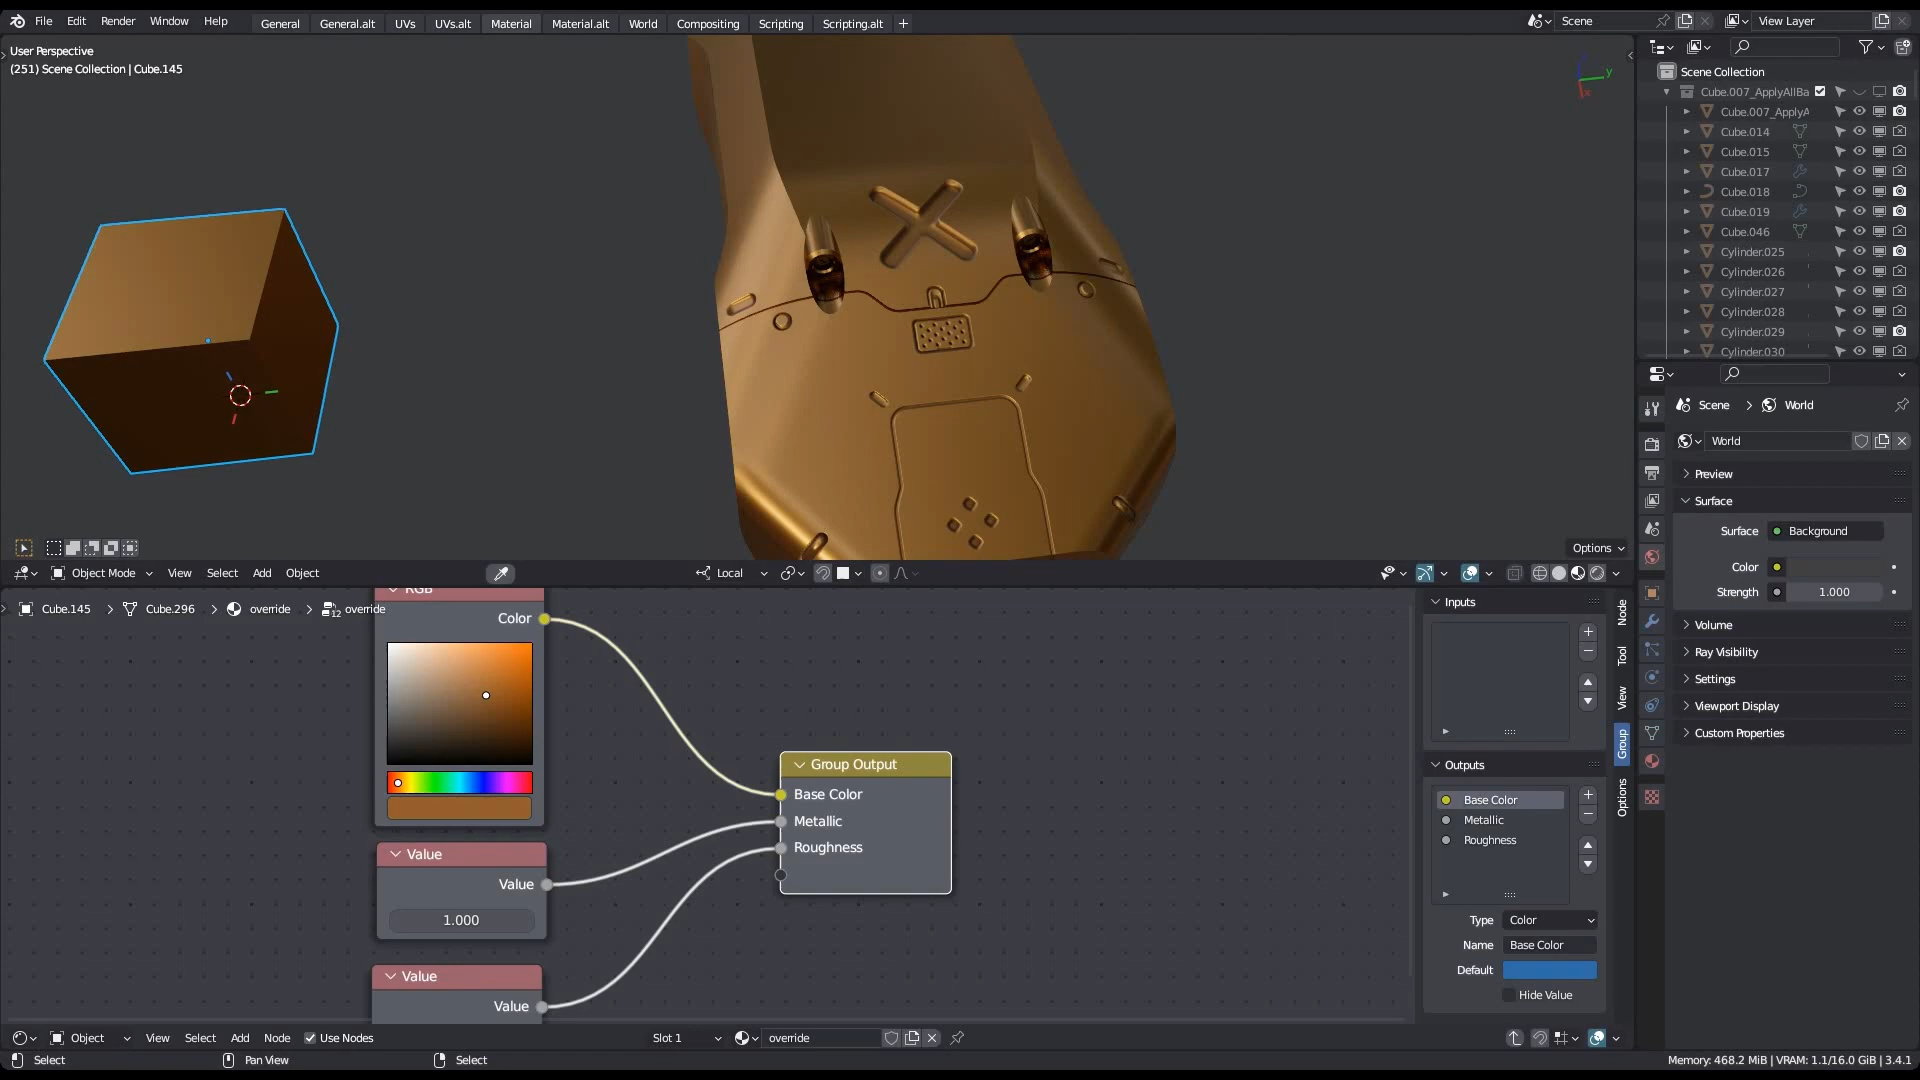 File Edit Render Window Help General General.alt UVs UVs.alt Material Material.alt World Compositing Scripting Scripting.alt + Scene View Layer
User Perspective
(251) Scene Collection | Cube.145
y
x
Scene Collection
Cube.007_ApplyAllBa
Cube.007_ApplyA
Cube.014
Cube.015
Cube.017
Cube.018
Cube.019
Cube.046
Cylinder.025
Cylinder.026
Cylinder.027
Cylinder.028
Cylinder.029
Cylinder.030
Scene > World
World
Preview
Surface
Surface Background
Color
Strength 1.000
Volume
Ray Visibility
Settings
Viewport Display
Custom Properties
Options
Object Mode View Select Add Object Local
Cube.145 > Cube.296 > override > 12 override
RGB
Color
Value
Value
1.000
Value
Value
Group Output
Base Color
Metallic
Roughness
Inputs
Outputs
Base Color
Metallic
Roughness
Type Color
Name Base Color
Default
Hide Value
Node
Tool
View
Group
Options
Object View Select Add Node Use Nodes Slot 1 override
Select Pan View Select Memory: 468.2 MiB | VRAM: 1.1/16.0 GiB | 3.4.1